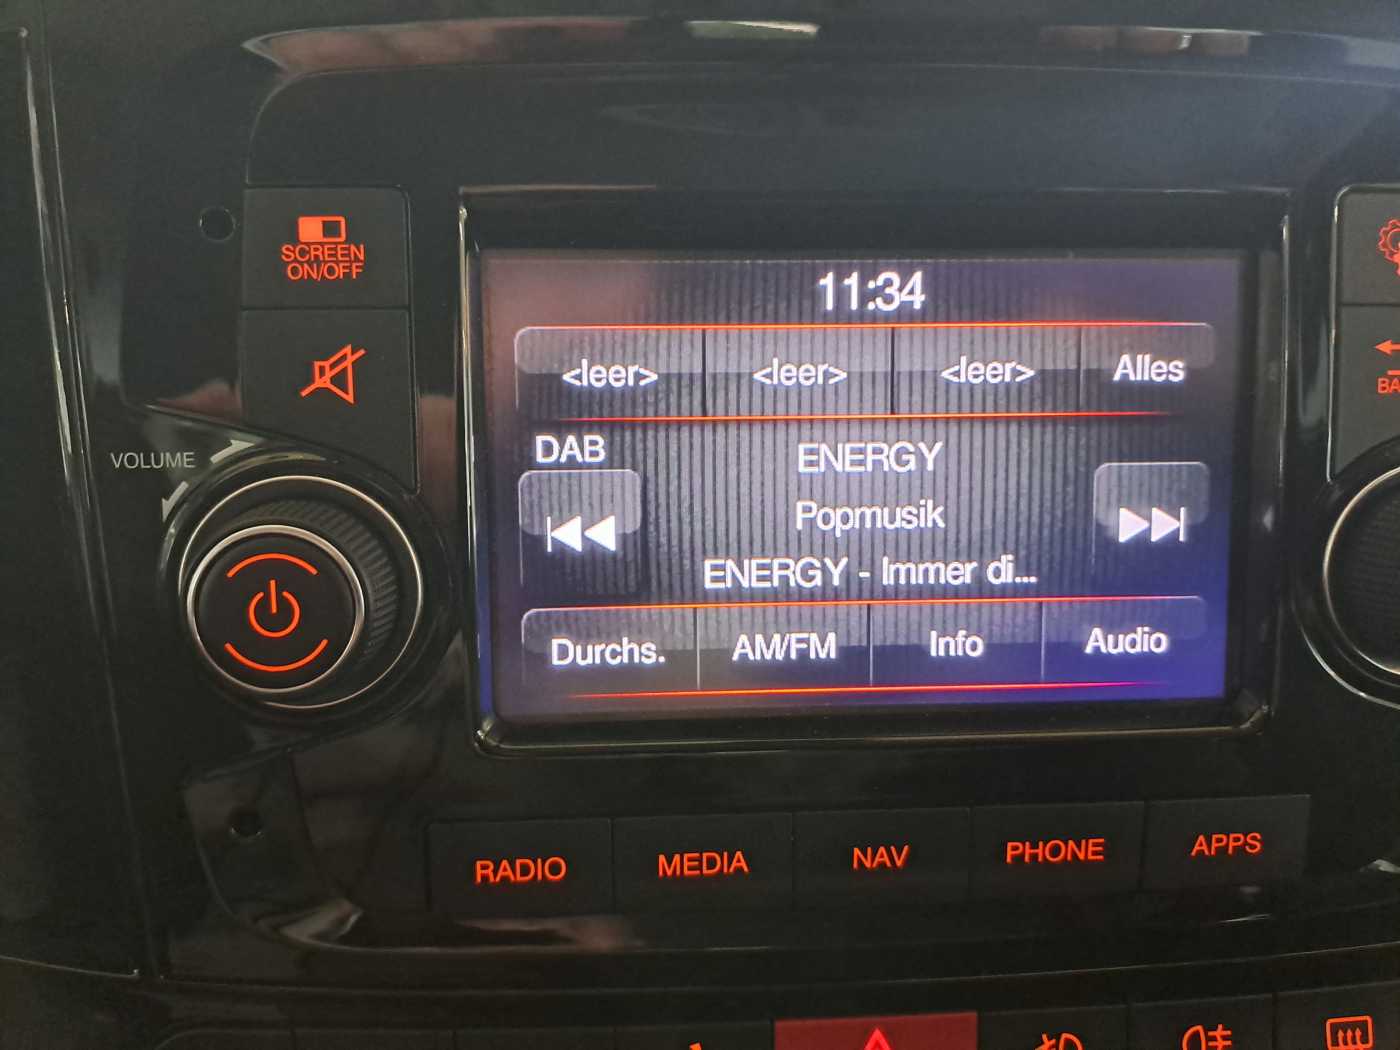 SCREEN
ON/OFF
VOLUME
11:34
<leer> <leer> <leer> Alles
DAB
ENERGY
Popmusik
ENERGY - Immer di...
Durchs. AM/FM Info Audio
RADIO MEDIA NAV PHONE APPS